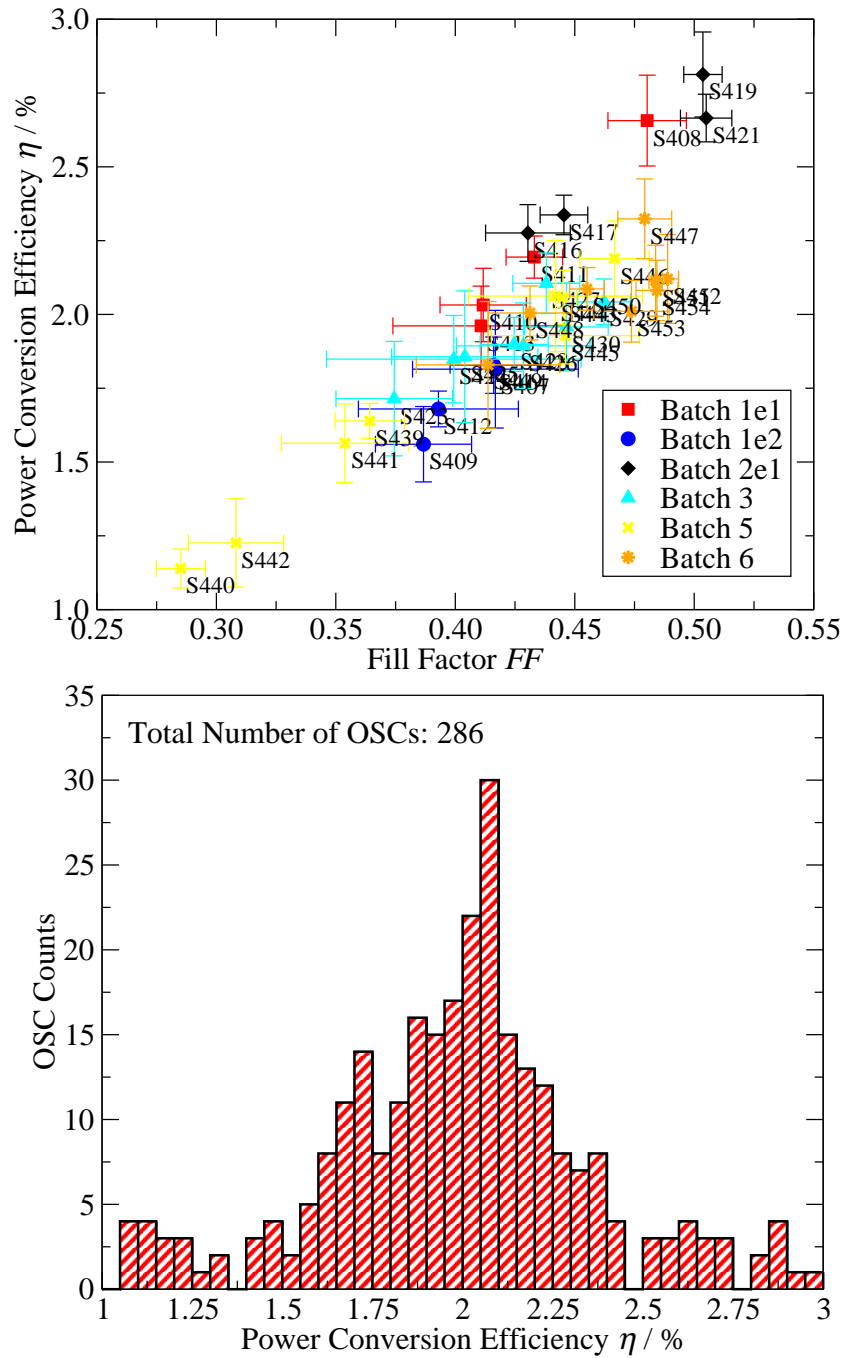 3.0
2.5
2.0
1.5
1.0
Power Conversion Efficiency η / %
S419
S421
S408
S417
S416
S447
S411
S446
S452
S454
S450
S429
S453
S410
S448
S430
S445
S407
S425
S412
S439
S441
S409
S442
S440
Batch 1e1
Batch 1e2
Batch 2e1
Batch 3
Batch 5
Batch 6
0.25 0.30 0.35 0.40 0.45 0.50 0.55
Fill Factor FF
35
30
25
20
15
10
5
0
OSC Counts
Total Number of OSCs: 286
1 1.25 1.5 1.75 2 2.25 2.5 2.75 3
Power Conversion Efficiency η / %